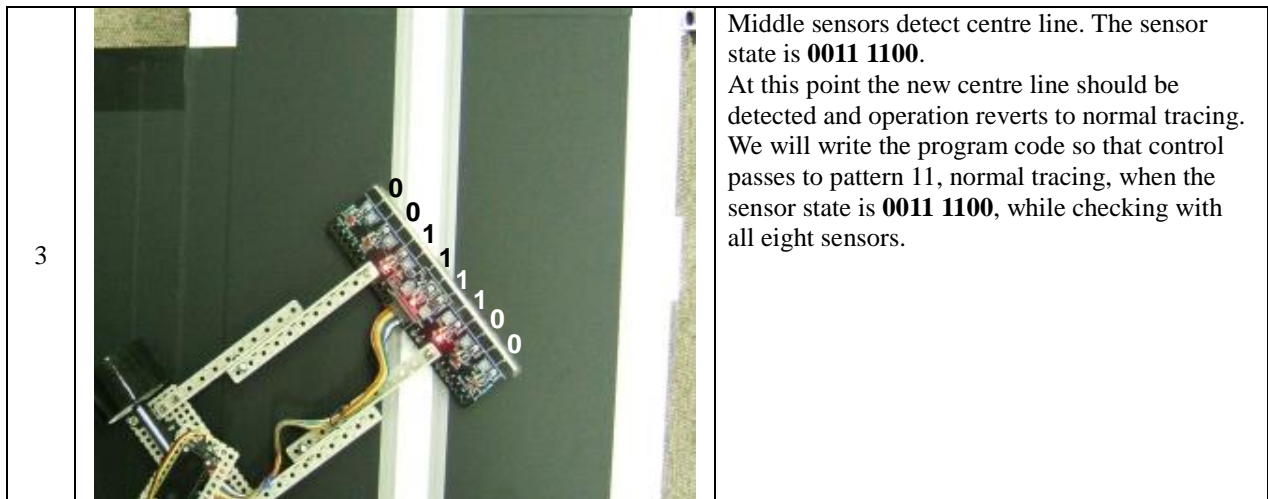 3
0
0
1
1
1
1
0
0
Middle sensors detect centre line. The sensor
state is 0011 1100.
At this point the new centre line should be
detected and operation reverts to normal tracing.
We will write the program code so that control
passes to pattern 11, normal tracing, when the
sensor state is 0011 1100, while checking with
all eight sensors.